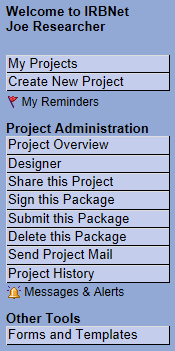 Welcome to IRBNet
Joe Researcher
My Projects
Create New Project
My Reminders
Project Administration
Project Overview
Designer
Share this Project
Sign this Package
Submit this Package
Delete this Package
Send Project Mail
Project History
Messages & Alerts
Other Tools
Forms and Templates